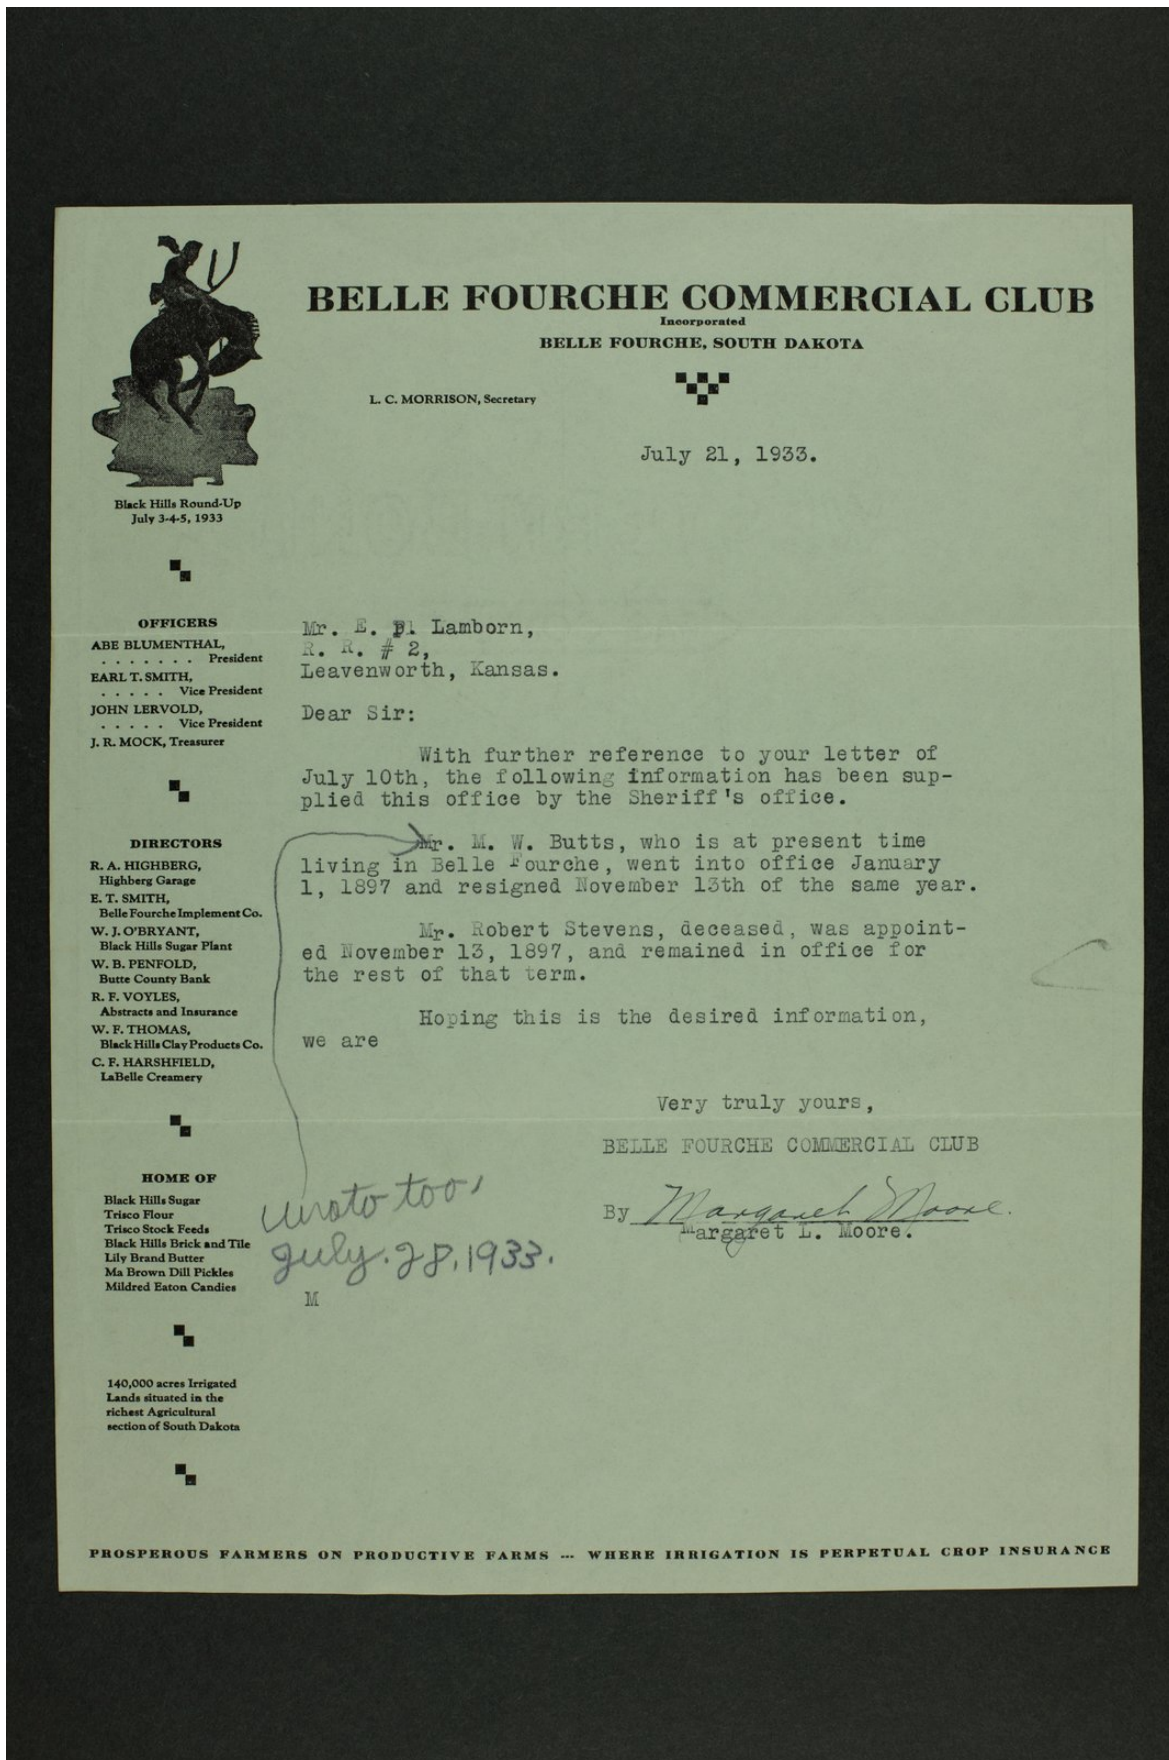 BELLE FOURCHE COMMERCIAL CLUB
Incorporated
BELLE FOURCHE, SOUTH DAKOTA
L. C. MORRISON, Secretary
July 21, 1933.
Black Hills Round-Up
July 3-4-5, 1933
OFFICERS
ABE BLUMENTHAL,
. . . . . . . President
EARL T. SMITH,
. . . . . Vice President
JOHN LERVOLD,
. . . . . Vice President
J. R. MOCK, Treasurer
DIRECTORS
R. A. HIGHBERG,
Highberg Garage
E. T. SMITH,
Belle Fourche Implement Co.
W. J. O'BRYANT,
Black Hills Sugar Plant
W. B. PENFOLD,
Butte County Bank
R. F. VOYLES,
Abstracts and Insurance
W. F. THOMAS,
Black Hills Clay Products Co.
C. F. HARSHFIELD,
LaBelle Creamery
HOME OF
Black Hills Sugar
Trisco Flour
Trisco Stock Feeds
Black Hills Brick and Tile
Lily Brand Butter
Ma Brown Dill Pickles
Mildred Eaton Candies
140,000 acres Irrigated
Lands situated in the
richest Agricultural
section of South Dakota
Mr. E. Lamborn,
R. R. # 2,
Leavenworth, Kansas.
Dear Sir:
With further reference to your letter of
July 10th, the following information has been sup-
plied this office by the Sheriff's office.
Mr. M. W. Butts, who is at present time
living in Belle Fourche, went into office January
1, 1897 and resigned November 13th of the same year.
Mr. Robert Stevens, deceased, was appoint-
ed November 13, 1897, and remained in office for
the rest of that term.
Hoping this is the desired information,
we are
Very truly yours,
BELLE FOURCHE COMMERCIAL CLUB
By Margaret Moore.
Margaret L. Moore.
wrote too,
July. 28, 1933.
M
PROSPEROUS FARMERS ON PRODUCTIVE FARMS --- WHERE IRRIGATION IS PERPETUAL CROP INSURANCE